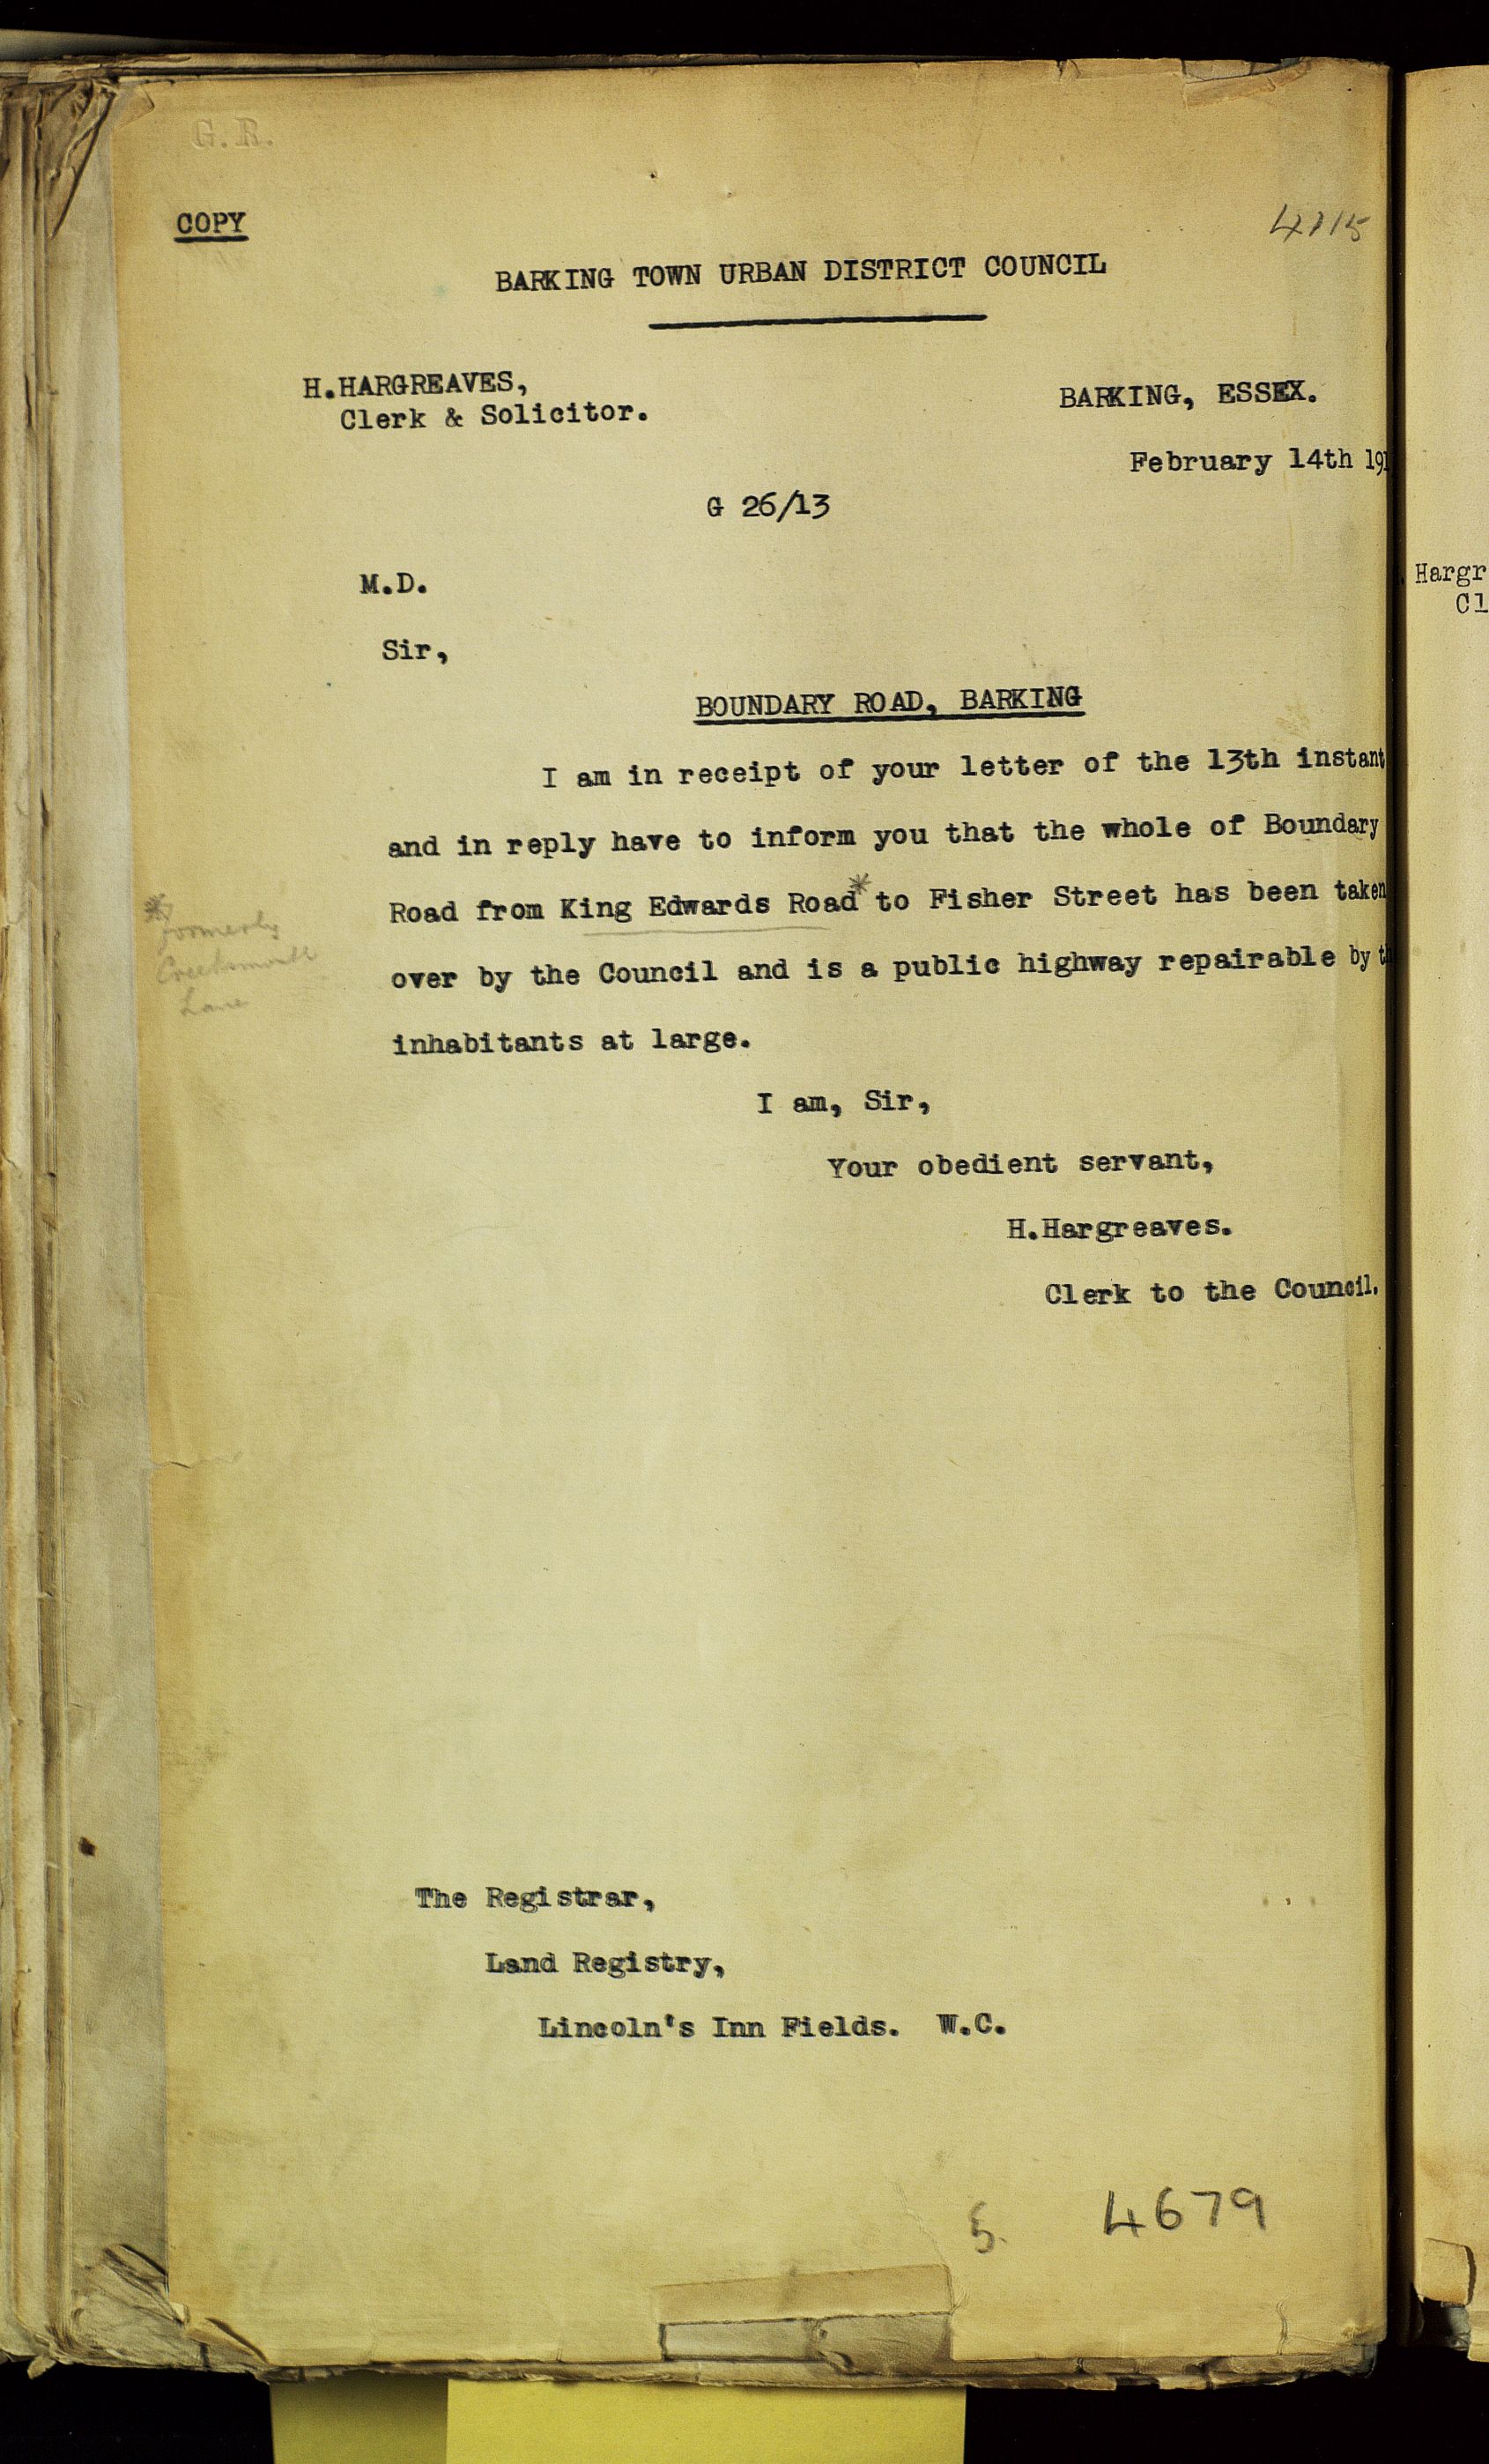 G.R.
COPY
4115
BARKING TOWN URBAN DISTRICT COUNCIL
H.HARGREAVES,
Clerk & Solicitor.
BARKING, ESSEX.
February 14th 191
G 26/13
M.D.
Sir,
BOUNDARY ROAD, BARKING
I am in receipt of your letter of the 13th instant
and in reply have to inform you that the whole of Boundary
Road from King Edwards Road* to Fisher Street has been taken
over by the Council and is a public highway repairable by th
inhabitants at large.
* formerly
Creeksmouth
Lane
I am, Sir,
Your obedient servant,
H.Hargreaves.
Clerk to the Council.
The Registrar,
Land Registry,
Lincoln's Inn Fields. W.C.
5. 4679
Hargr
Cl